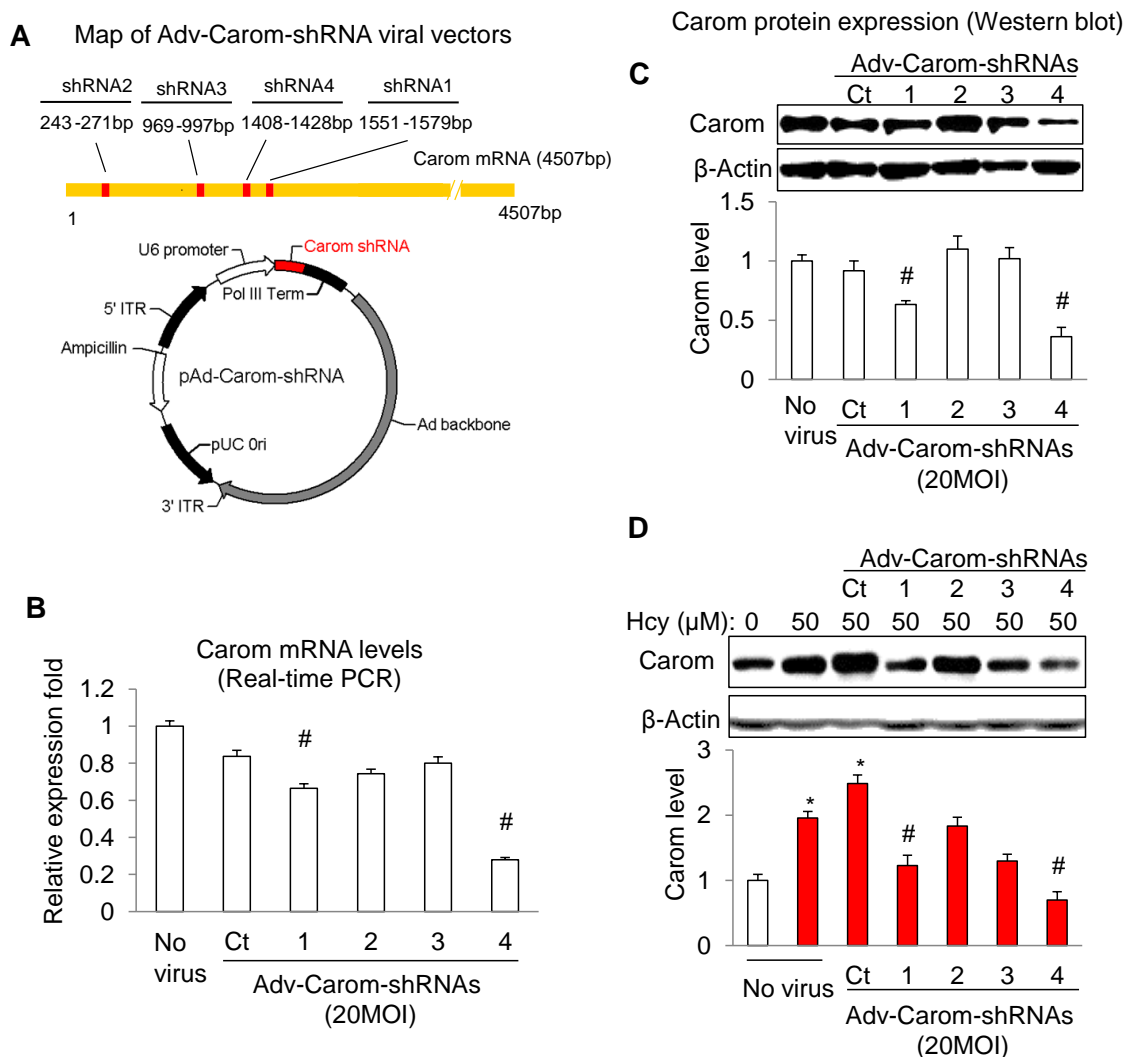 A
Map of Adv-Carom-shRNA viral vectors
shRNA2 shRNA3 shRNA4 shRNA1
243 -271bp 969 -997bp 1408-1428bp 1551-1579bp
Carom mRNA (4507bp)
1
4507bp
U6 promoter
Carom shRNA
Pol III Term
5' ITR
Ampicillin
pAd-Carom-shRNA
Ad backbone
pUC 0ri
3' ITR
B
Carom mRNA levels
(Real-time PCR)
Relative expression fold
1.2
1
0.8
0.6
0.4
0.2
0
#
#
No virus
Ct 1 2 3 4
Adv-Carom-shRNAs
(20MOI)
Carom protein expression (Western blot)
C
Adv-Carom-shRNAs
Ct 1 2 3 4
Carom
β-Actin
Carom level
1.5
1
0.5
0
#
#
No
virus
Ct 1 2 3 4
Adv-Carom-shRNAs
(20MOI)
D
Adv-Carom-shRNAs
Ct 1 2 3 4
Hcy (µM): 0 50 50 50 50 50 50
Carom
β-Actin
Carom level
3
2
1
0
*
*
#
#
No virus
Ct 1 2 3 4
Adv-Carom-shRNAs
(20MOI)